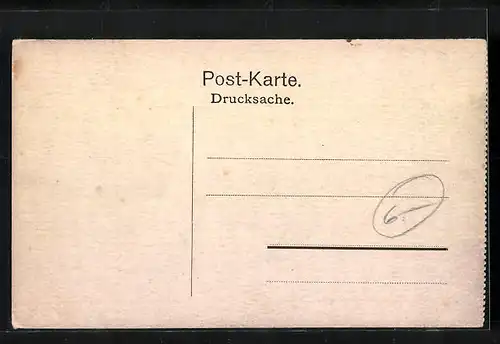 Post-Karte.
Drucksache.
6-